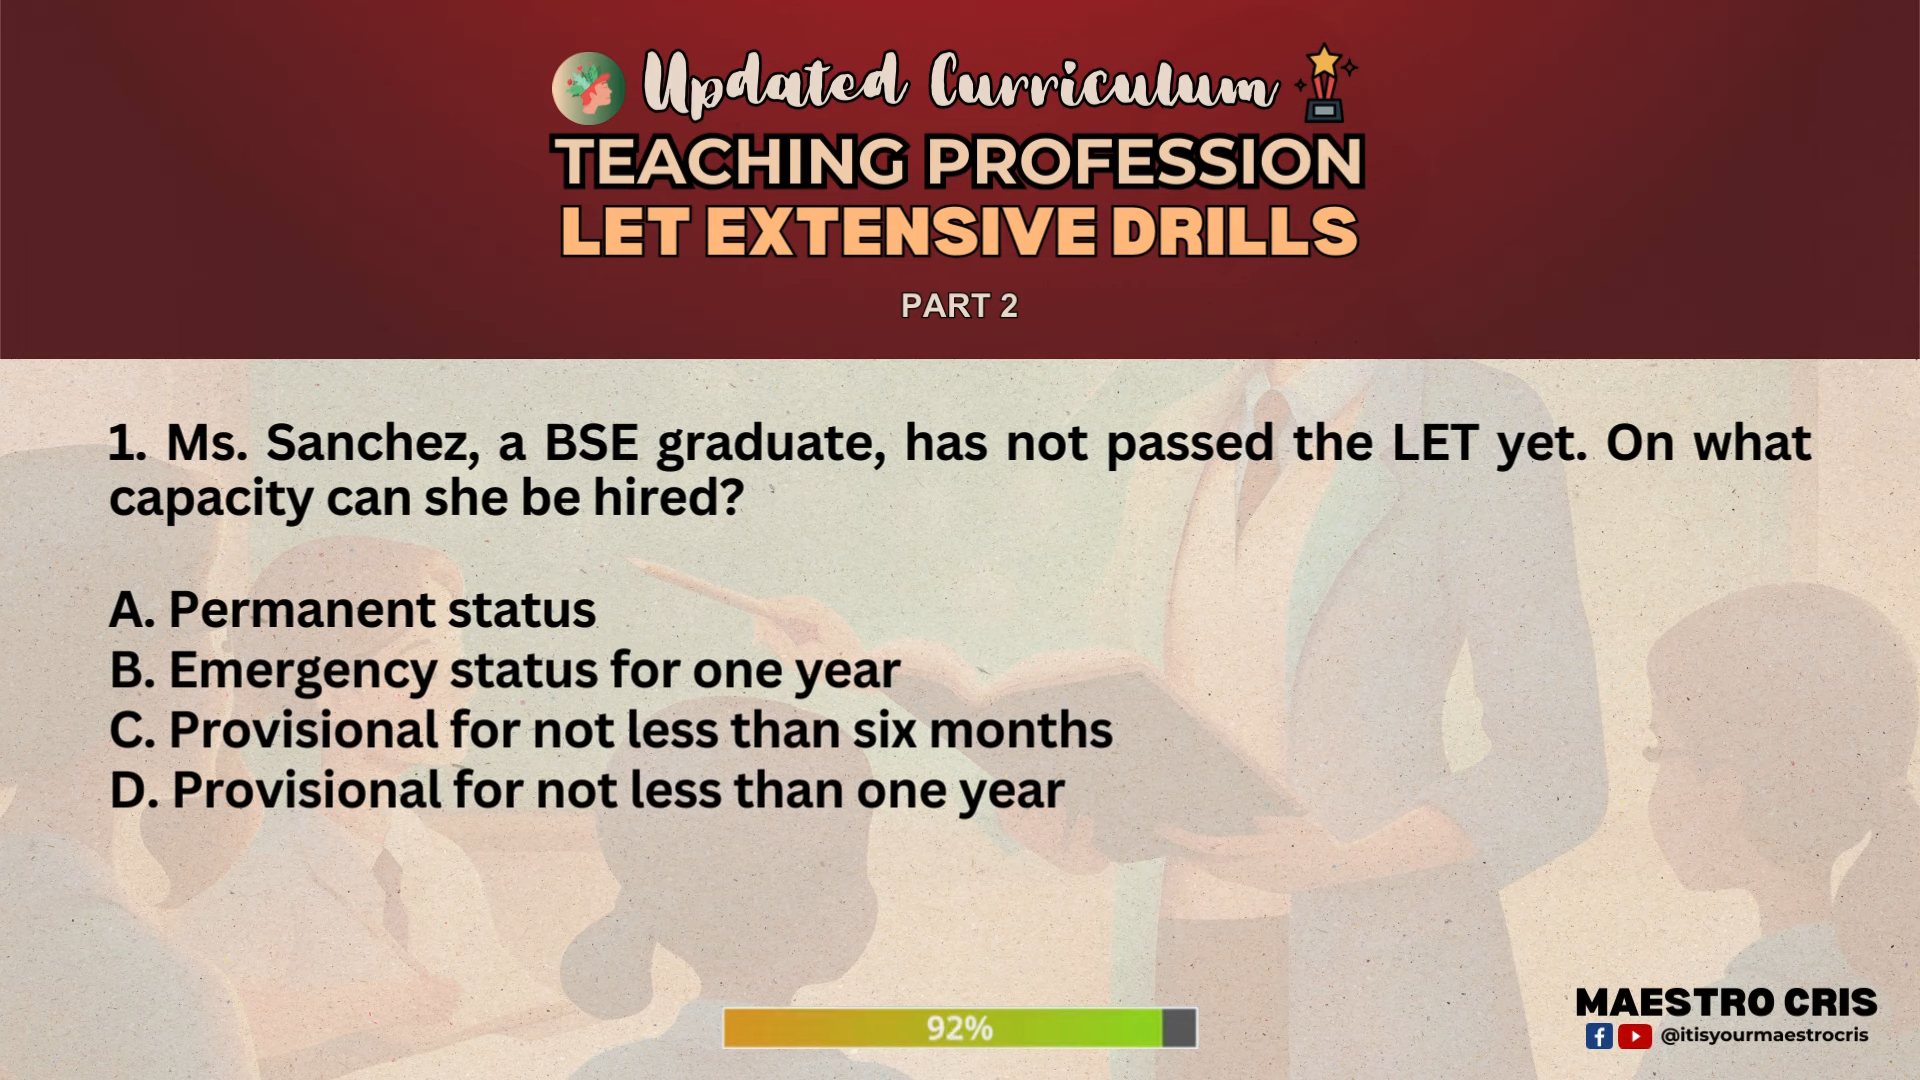 Updated Curriculum
TEACHING PROFESSION
LET EXTENSIVE DRILLS
PART 2
1. Ms. Sanchez, a BSE graduate, has not passed the LET yet. On what
capacity can she be hired?
A. Permanent status
B. Emergency status for one year
C. Provisional for not less than six months
D. Provisional for not less than one year
92%
MAESTRO CRIS
@itisyourmaestrocris